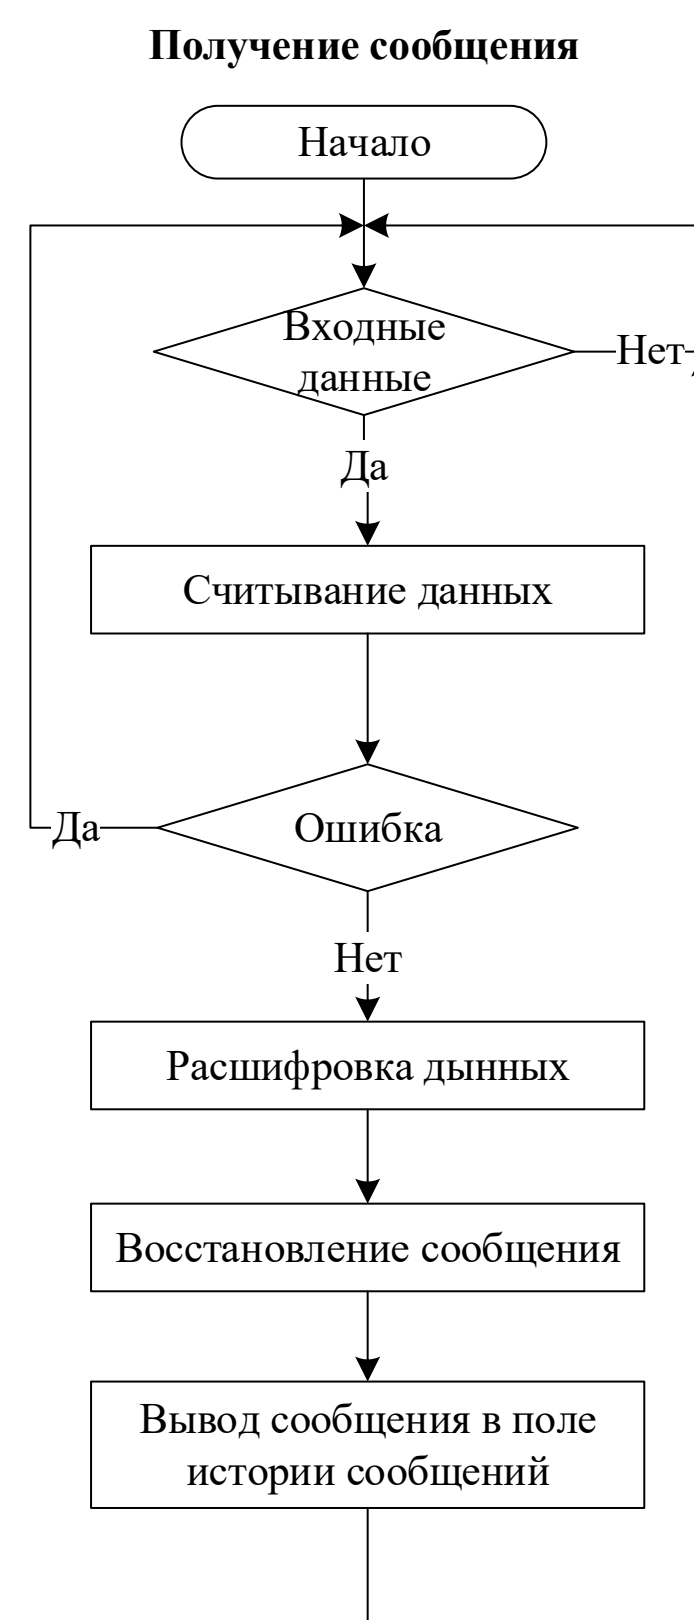 Получение сообщения
Начало
Входные
данные
Нет
Да
Считывание данных
Ошибка
Да
Нет
Расшифровка дынных
Восстановление сообщения
Вывод сообщения в поле
истории сообщений